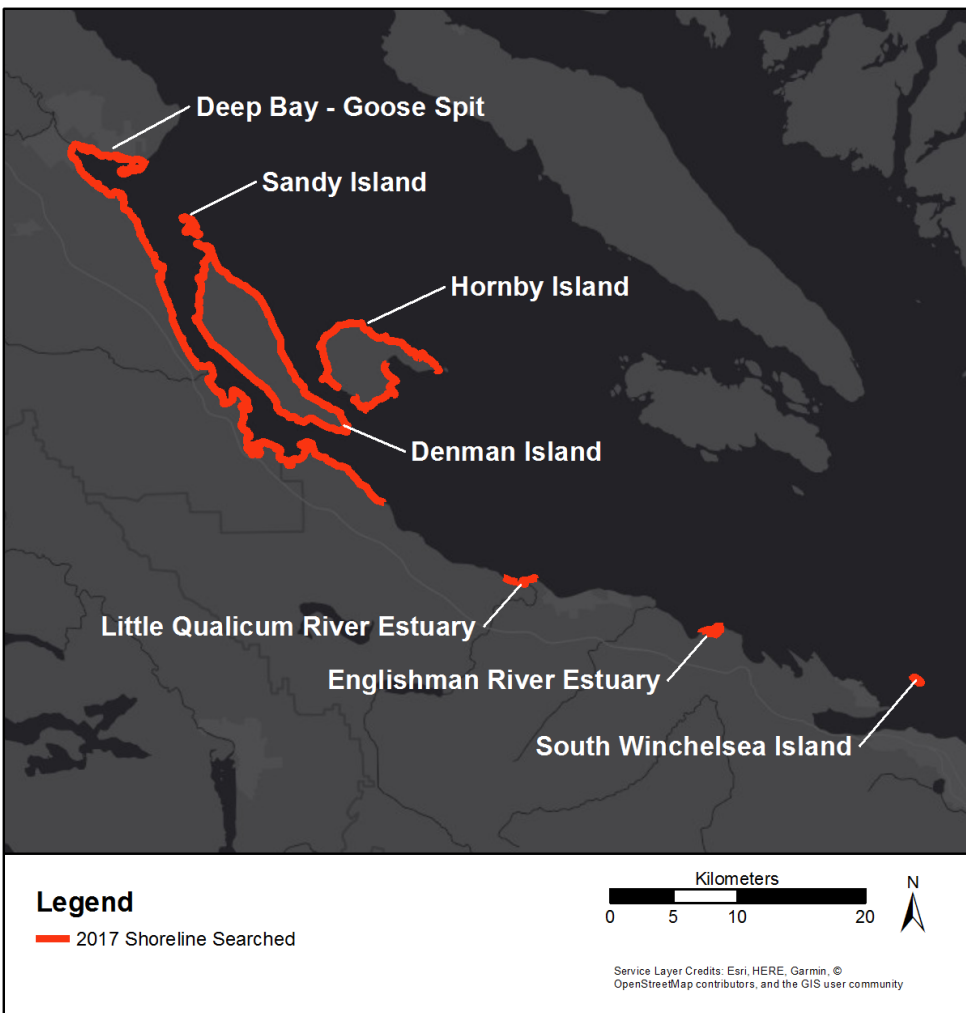 Deep Bay - Goose Spit
Sandy Island
Hornby Island
Denman Island
Little Qualicum River Estuary
Englishman River Estuary
South Winchelsea Island
Legend
2017 Shoreline Searched
Kilometers
0 5 10 20
N
Service Layer Credits: Esri, HERE, Garmin, ©
OpenStreetMap contributors, and the GIS user community